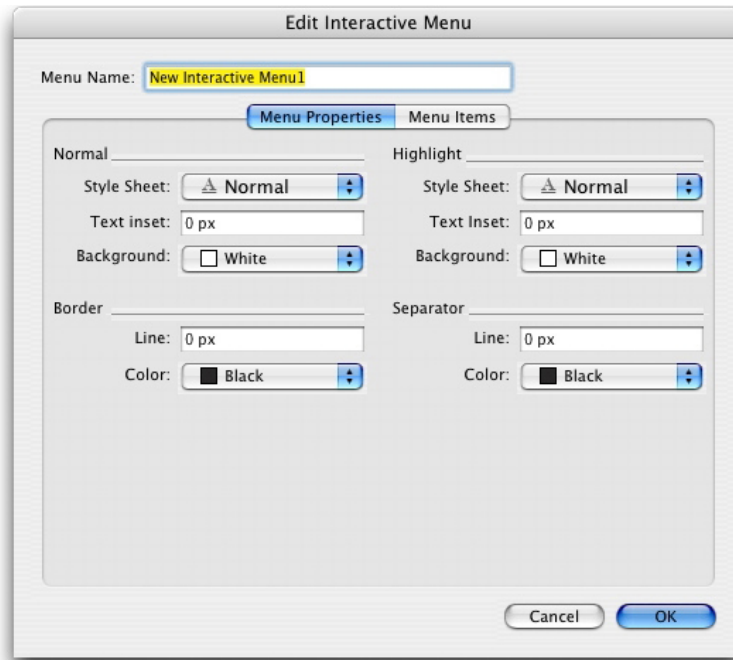 Edit Interactive Menu
Menu Name: New Interactive Menu1
Menu Properties Menu Items
Normal
Style Sheet: A Normal
Text inset: 0 px
Background: White
Border
Line: 0 px
Color: Black
Highlight
Style Sheet: A Normal
Text Inset: 0 px
Background: White
Separator
Line: 0 px
Color: Black
Cancel OK